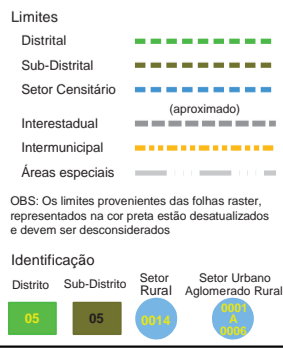 Limites
Distrital
Sub-Distrital
Setor Censitário
(aproximado)
Interestadual
Intermunicipal
Áreas especiais
OBS: Os limites provenientes das folhas raster,
representados na cor preta estão desatualizados
e devem ser desconsiderados
Identificação
Distrito
Sub-Distrito
Setor
Rural
Setor Urbano
Aglomerado Rural
05
05
0014
0001
A
0006